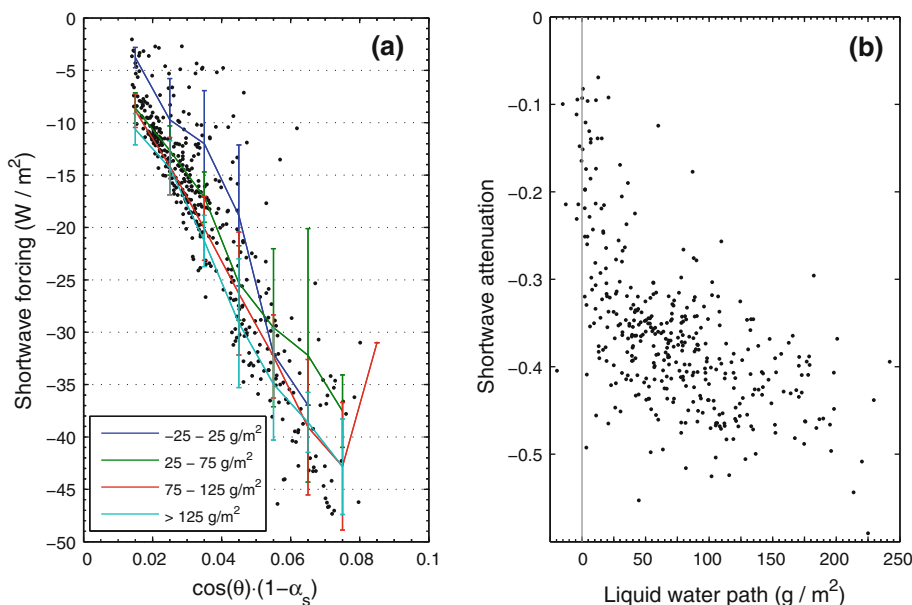 (a)
0
−5
−10
−15
−20
−25
−30
−35
−40
−45
−50
Shortwave forcing (W / m²)
−25 − 25 g/m²
25 − 75 g/m²
75 − 125 g/m²
> 125 g/m²
0 0.02 0.04 0.06 0.08 0.1
cos(θ)·(1−αₛ)
(b)
−0.1
−0.2
−0.3
−0.4
−0.5
Shortwave attenuation
0 50 100 150 200 250
Liquid water path (g / m²)